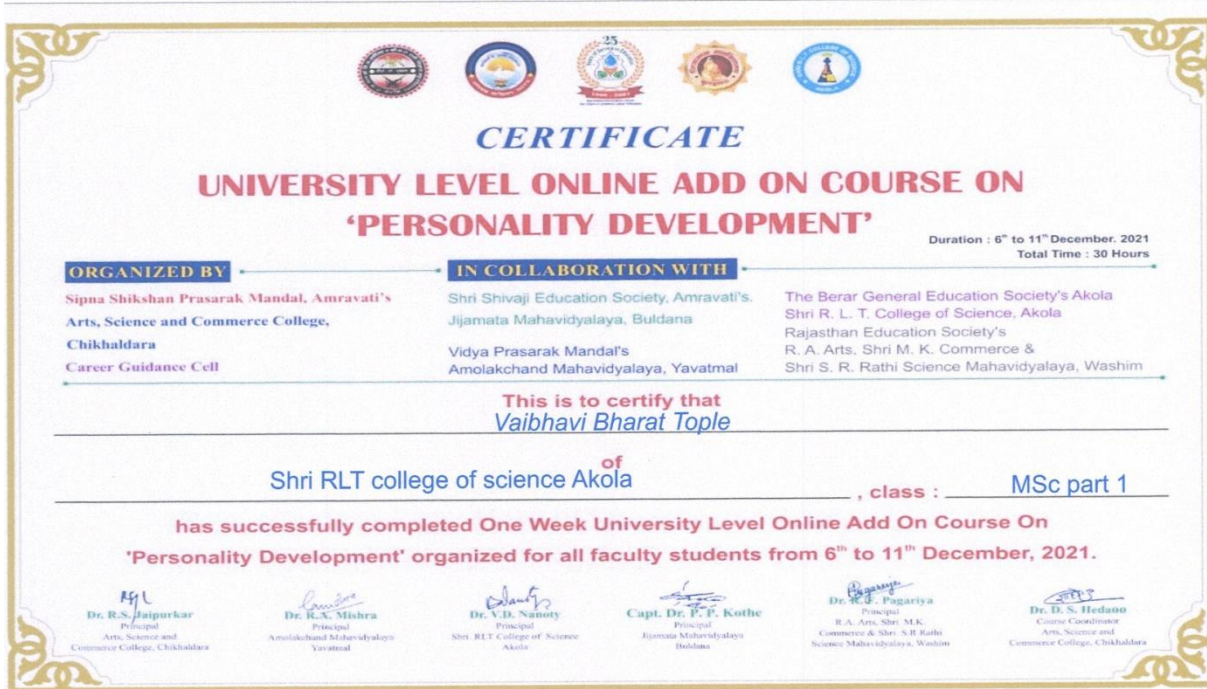 25
CERTIFICATE
UNIVERSITY LEVEL ONLINE ADD ON COURSE ON
‘PERSONALITY DEVELOPMENT’
Duration : 6th to 11th December. 2021
Total Time : 30 Hours
ORGANIZED BY
Sipna Shikshan Prasarak Mandal, Amravati's
Arts, Science and Commerce College,
Chikhaldara
Career Guidance Cell
IN COLLABORATION WITH
Shri Shivaji Education Society, Amravati's.
Jijamata Mahavidyalaya, Buldana
Vidya Prasarak Mandal's
Amolakchand Mahavidyalaya, Yavatmal
The Berar General Education Society's Akola
Shri R. L. T. College of Science, Akola
Rajasthan Education Society's
R. A. Arts, Shri M. K. Commerce &
Shri S. R. Rathi Science Mahavidyalaya, Washim
This is to certify that
Vaibhavi Bharat Tople
of
Shri RLT college of science Akola , class : MSc part 1
has successfully completed One Week University Level Online Add On Course On
'Personality Development' organized for all faculty students from 6th to 11th December, 2021.
Dr. R.S. Jaipurkar
Principal
Arts, Science and
Commerce College, Chikhaldara
Dr. R.A. Mishra
Principal
Amolakchand Mahavidyalaya
Yavatmal
Dr. V.D. Nanoty
Principal
Shri. RLT College of Science
Akola
Capt. Dr. P. P. Kothe
Principal
Jijamata Mahavidyalaya
Buldana
Pagariya
Principal
R.A. Arts, Shri. M.K.
Commerce & Shri. S.R Rathi
Science Mahavidyalaya, Washim
Dr. D. S. Hedaoo
Course Coordinator
Arts, Science and
Commerce College, Chikhaldara